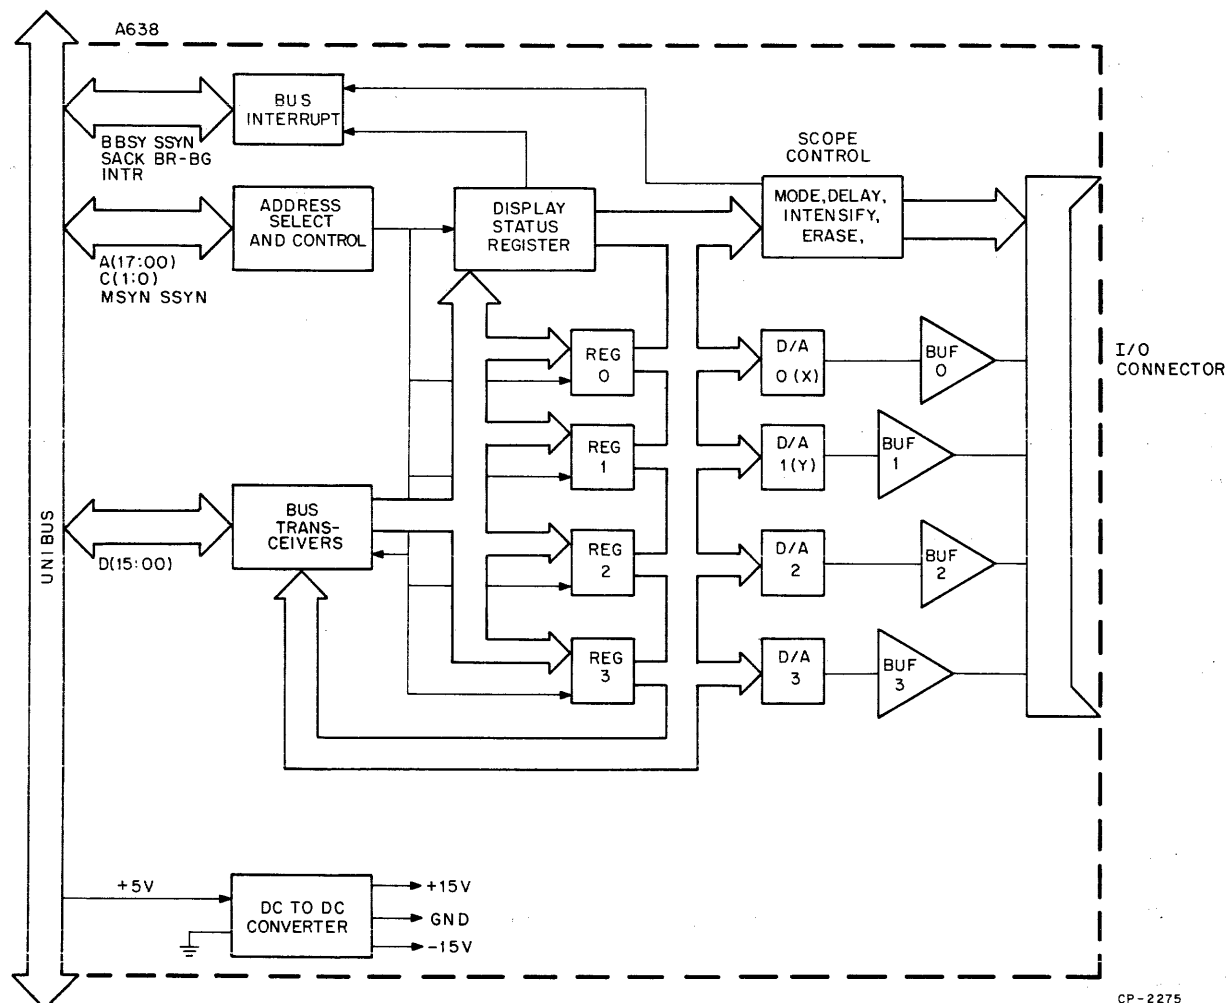 A638
BUS
INTERRUPT
BBSY SSYN
SACK BR-BG
INTR
SCOPE
CONTROL
MODE, DELAY,
INTENSIFY,
ERASE,
ADDRESS
SELECT
AND CONTROL
DISPLAY
STATUS
REGISTER
A(17:00)
C(1:0)
MSYN SSYN
REG
0
D/A
0 (X)
BUF
0
I/O
CONNECTOR
REG
1
D/A
1(Y)
BUF
1
UNIBUS
BUS
TRANS-
CEIVERS
D(15:00)
REG
2
D/A
2
BUF
2
REG
3
D/A
3
BUF
3
+5V
DC TO DC
CONVERTER
+15V
GND
-15V
CP-2275